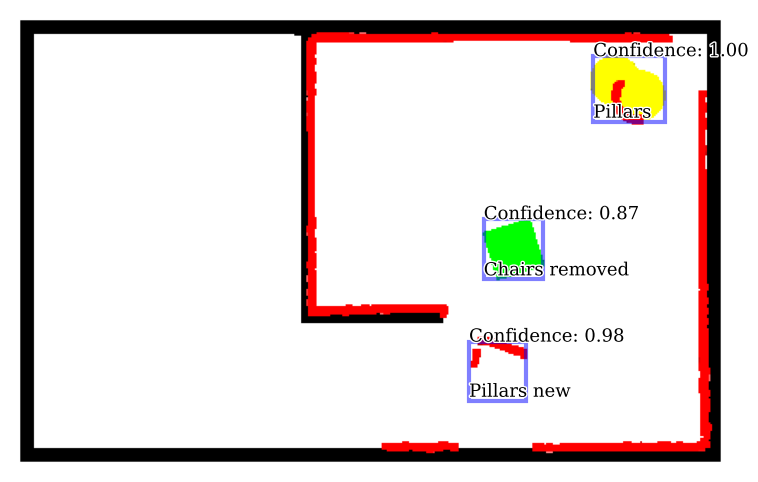 Confidence: 1.00
Pillars
Confidence: 0.87
Chairs removed
Confidence: 0.98
Pillars new